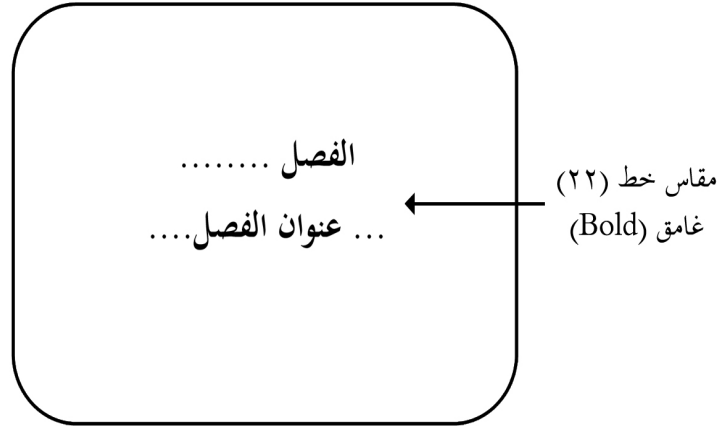 الفصل ........
... عنوان الفصل....
مقاس خط (٢٢)
غامق (Bold)